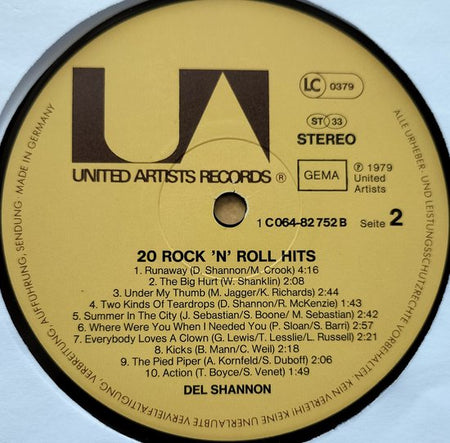 UA
LC 0379
ST 33
STEREO
UNITED ARTISTS RECORDS ®
GEMA
℗ 1979
United
Artists
1 C 064-82 752 B
Seite 2
20 ROCK 'N' ROLL HITS
1. Runaway (D. Shannon/M. Crook) 4:16
2. The Big Hurt (W. Shanklin) 2:08
3. Under My Thumb (M. Jagger/K. Richards) 2:44
4. Two Kinds Of Teardrops (D. Shannon/R. McKenzie) 1:43
5. Summer In The City (J. Sebastian/S. Boone/M. Sebastian) 2:43
6. Where Were You When I Needed You (P. Sloan/S. Barri) 2:57
7. Everybody Loves A Clown (G. Lewis/T. Lesslie/L. Russell) 2:21
8. Kicks (B. Mann/C. Weil) 2:18
9. The Pied Piper (A. Kornfeld/S. Duboff) 2:06
10. Action (T. Boyce/S. Venet) 1:49
DEL SHANNON
ALLE URHEBER- UND LEISTUNGSSCHUTZRECHTE VORBEHALTEN. KEIN VERLEIH! KEINE UNERLAUBTE VERVIELFÄLTIGUNG, VERBREITUNG, AUFFÜHRUNG, SENDUNG · MADE IN GERMANY